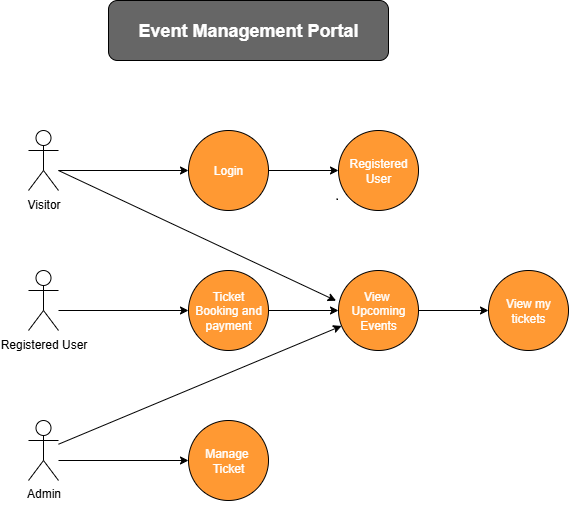 Event Management Portal
Login
Registered
User
Visitor
Ticket
Booking and
payment
View
Upcoming
Events
View my
tickets
Registered User
Manage
Ticket
Admin